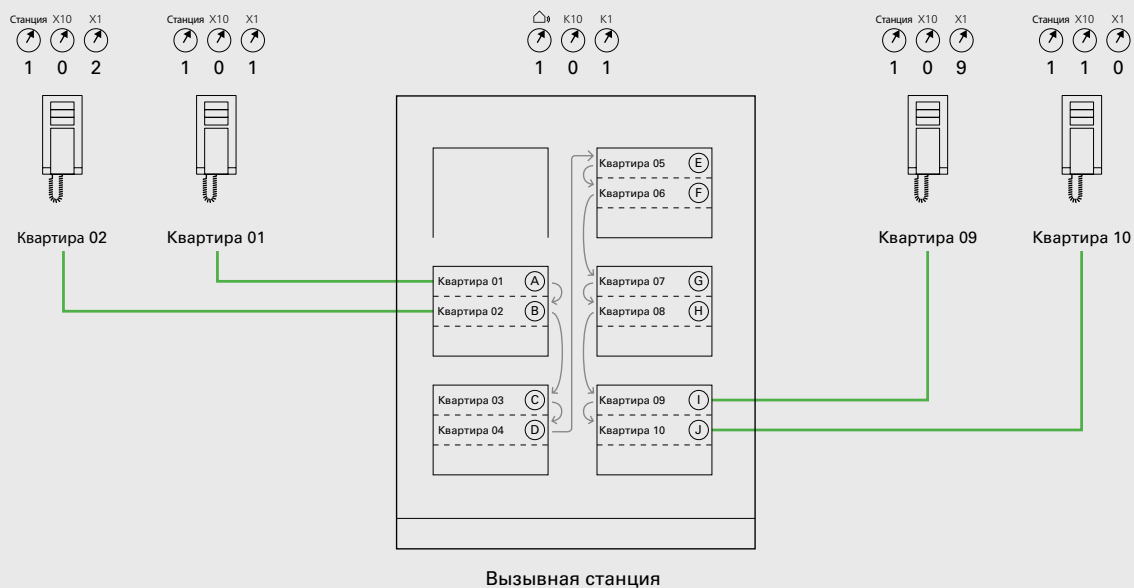 Станция X10 X1
1 0 2
Квартира 02
Станция X10 X1
1 0 1
Квартира 01
K10 K1
1 0 1
Станция X10 X1
1 0 9
Квартира 09
Станция X10 X1
1 1 0
Квартира 10
Квартира 01 A
Квартира 02 B
Квартира 03 C
Квартира 04 D
Квартира 05 E
Квартира 06 F
Квартира 07 G
Квартира 08 H
Квартира 09 I
Квартира 10 J
Вызывная станция